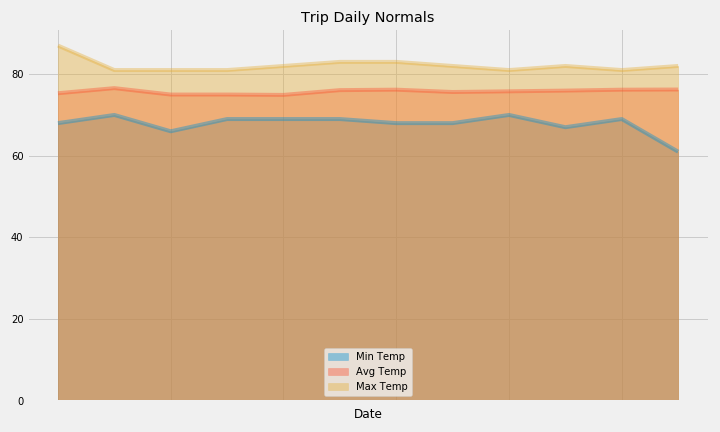 Trip Daily Normals
80
60
40
20
0
Min Temp
Avg Temp
Max Temp
Date